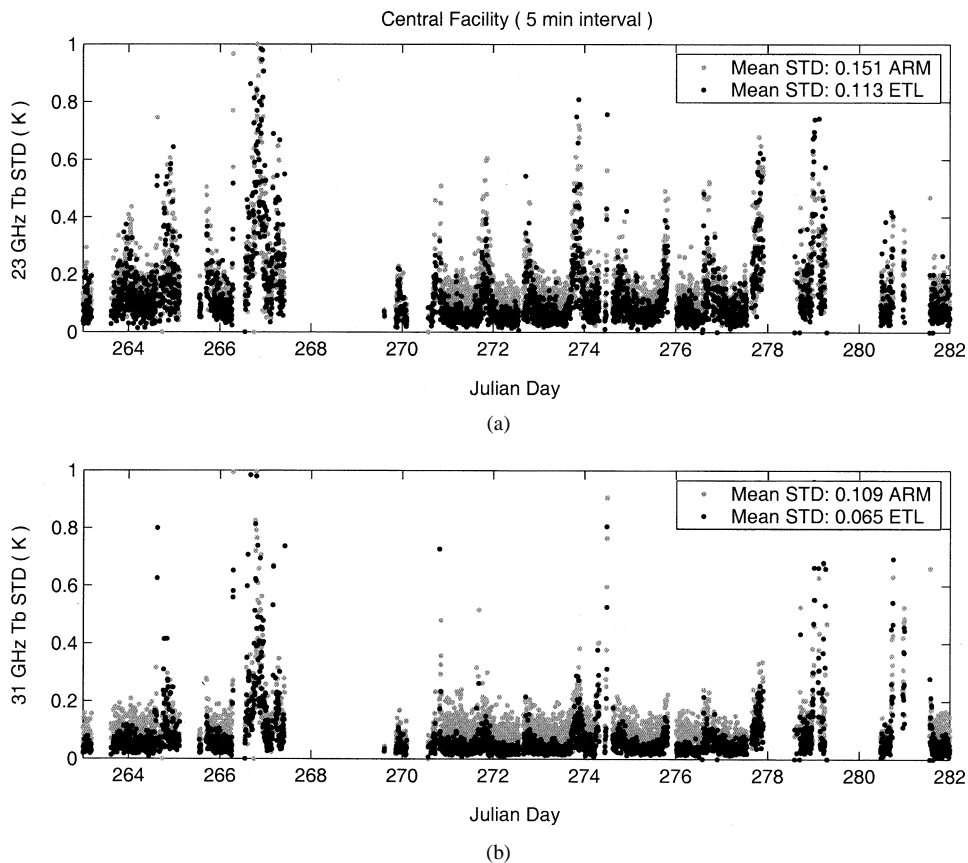 Central Facility ( 5 min interval )
1
0.8
0.6
0.4
0.2
0
23 GHz Tb STD ( K )
Mean STD: 0.151 ARM
Mean STD: 0.113 ETL
264 266 268 270 272 274 276 278 280 282
Julian Day
(a)
1
0.8
0.6
0.4
0.2
0
31 GHz Tb STD ( K )
Mean STD: 0.109 ARM
Mean STD: 0.065 ETL
264 266 268 270 272 274 276 278 280 282
Julian Day
(b)